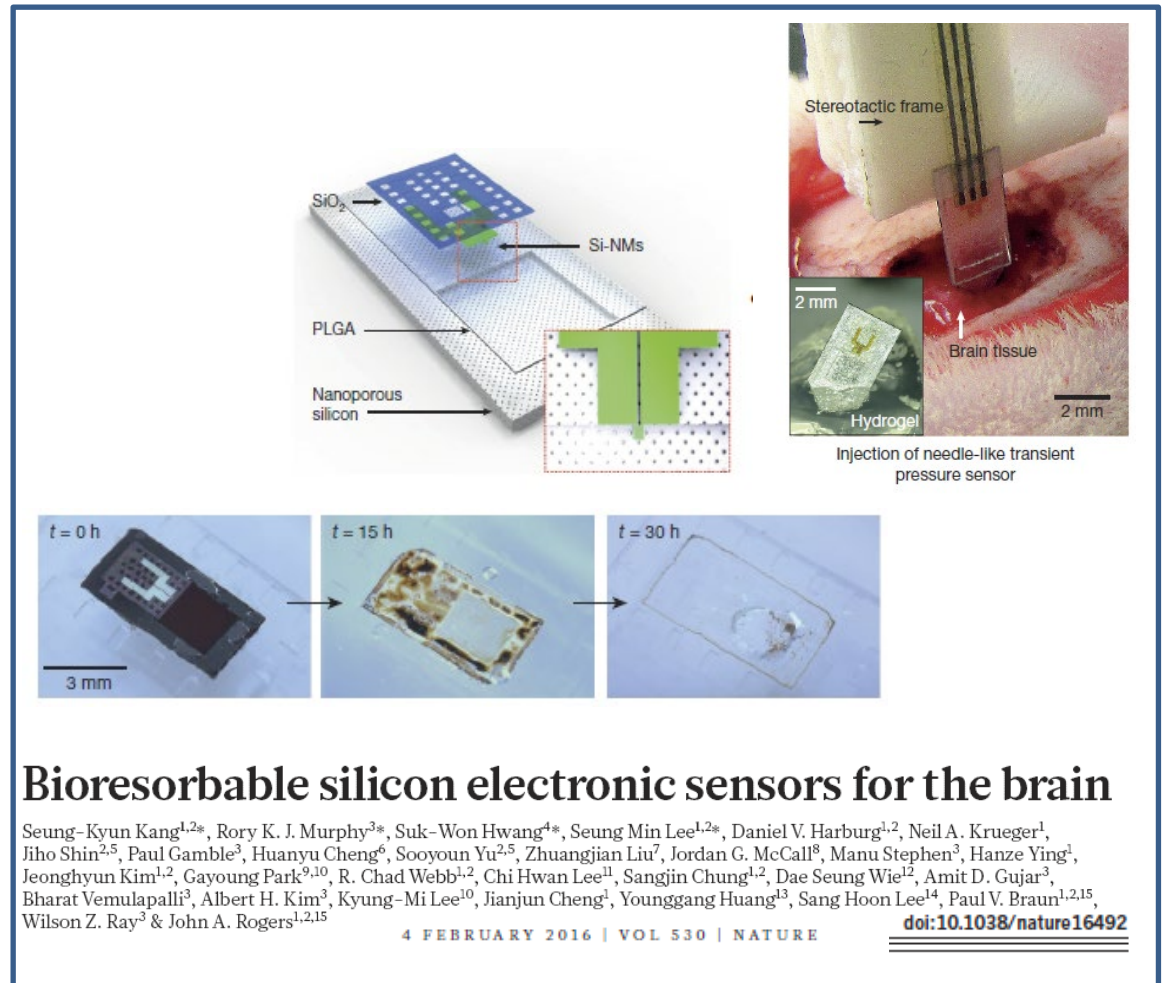 SiO₂
Si-NMs
PLGA
Nanoporous
silicon
Stereotactic frame
2 mm
Brain tissue
Hydrogel
2 mm
Injection of needle-like transient
pressure sensor
t = 0 h
t = 15 h
t = 30 h
3 mm
Bioresorbable silicon electronic sensors for the brain
Seung-Kyun Kang¹,²*, Rory K. J. Murphy³*, Suk-Won Hwang⁴*, Seung Min Lee¹,²*, Daniel V. Harburg¹,², Neil A. Krueger¹,
Jiho Shin²,⁵, Paul Gamble³, Huanyu Cheng⁶, Sooyoun Yu²,⁵, Zhuangjian Liu⁷, Jordan G. McCall⁸, Manu Stephen³, Hanze Ying¹,
Jeonghyun Kim¹,², Gayoung Park⁹,¹⁰, R. Chad Webb¹,², Chi Hwan Lee¹¹, Sangjin Chung¹,², Dae Seung Wie¹², Amit D. Gujar³,
Bharat Vemulapalli³, Albert H. Kim³, Kyung-Mi Lee¹⁰, Jianjun Cheng¹, Younggang Huang¹³, Sang Hoon Lee¹⁴, Paul V. Braun¹,²,¹⁵,
Wilson Z. Ray³ & John A. Rogers¹,²,¹⁵
4 FEBRUARY 2016 | VOL 530 | NATURE
doi:10.1038/nature16492